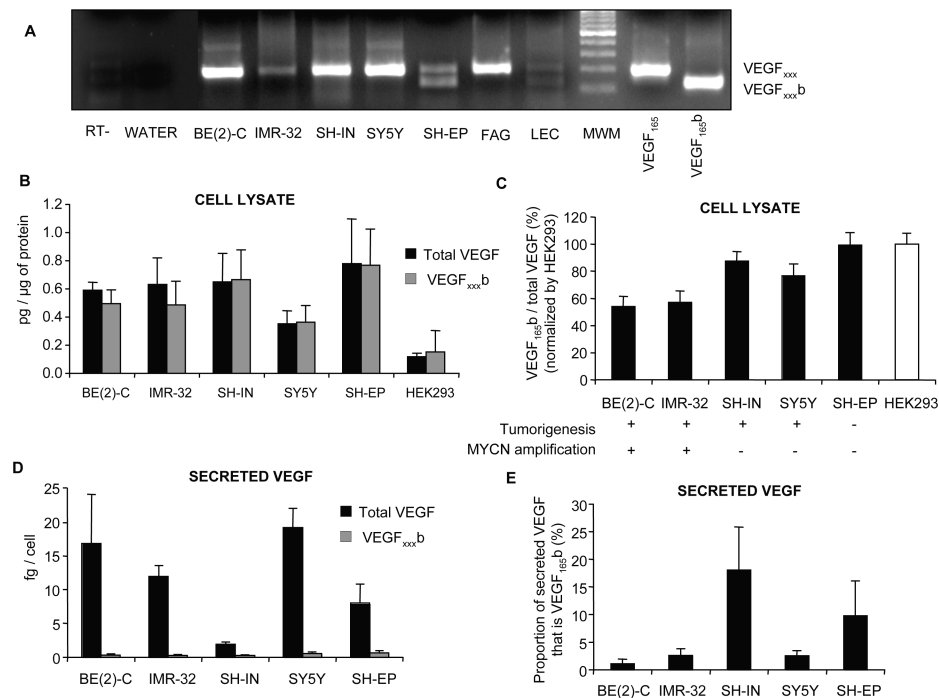 A
VEGFxxx
VEGFxxxb
RT- WATER BE(2)-C IMR-32 SH-IN SY5Y SH-EP FAG LEC MWM VEGF165 VEGF165b
B
CELL LYSATE
pg / µg of protein
1.2
1.0
0.8
0.6
0.4
0.2
0.0
Total VEGF
VEGFxxxb
BE(2)-C IMR-32 SH-IN SY5Y SH-EP HEK293
C
CELL LYSATE
VEGF165b / total VEGF (%)
(normalized by HEK293)
120
100
80
60
40
20
0
BE(2)-C IMR-32 SH-IN SY5Y SH-EP HEK293
Tumorigenesis + + + + -
MYCN amplification + + - - -
D
SECRETED VEGF
fg / cell
25
20
15
10
5
0
Total VEGF
VEGFxxxb
BE(2)-C IMR-32 SH-IN SY5Y SH-EP
E
SECRETED VEGF
Proportion of secreted VEGF
that is VEGF165b (%)
30
25
20
15
10
5
0
BE(2)-C IMR-32 SH-IN SY5Y SH-EP